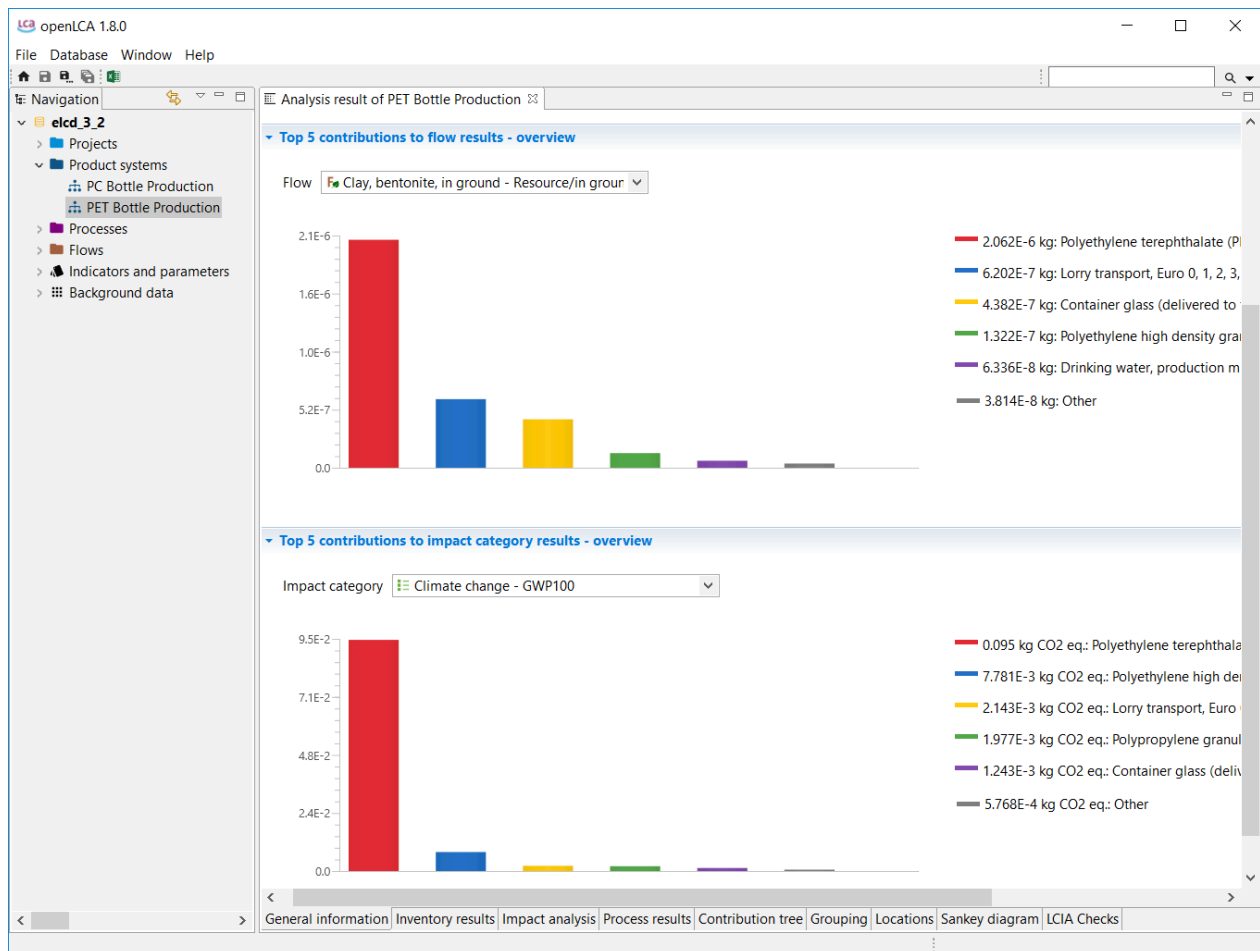 LCA openLCA 1.8.0
File Database Window Help
Navigation
elcd_3_2
Projects
Product systems
PC Bottle Production
PET Bottle Production
Processes
Flows
Indicators and parameters
Background data
Analysis result of PET Bottle Production
Top 5 contributions to flow results - overview
Flow Clay, bentonite, in ground - Resource/in grour
2.1E-6
1.6E-6
1.0E-6
5.2E-7
0.0
2.062E-6 kg: Polyethylene terephthalate (P
6.202E-7 kg: Lorry transport, Euro 0, 1, 2, 3,
4.382E-7 kg: Container glass (delivered to
1.322E-7 kg: Polyethylene high density gra
6.336E-8 kg: Drinking water, production m
3.814E-8 kg: Other
Top 5 contributions to impact category results - overview
Impact category Climate change - GWP100
9.5E-2
7.1E-2
4.8E-2
2.4E-2
0.0
0.095 kg CO2 eq.: Polyethylene terephthala
7.781E-3 kg CO2 eq.: Polyethylene high de
2.143E-3 kg CO2 eq.: Lorry transport, Euro
1.977E-3 kg CO2 eq.: Polypropylene granul
1.243E-3 kg CO2 eq.: Container glass (deliv
5.768E-4 kg CO2 eq.: Other
General information Inventory results Impact analysis Process results Contribution tree Grouping Locations Sankey diagram LCIA Checks